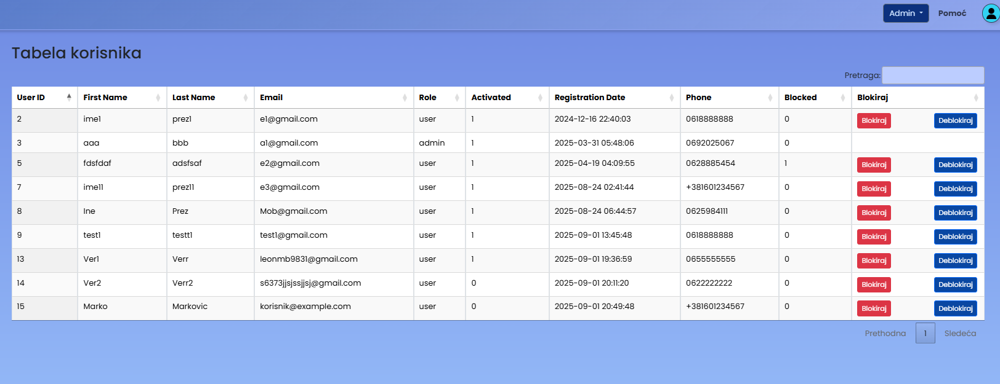 Admin Pomoć
Tabela korisnika
Pretraga:
User ID First Name Last Name Email Role Activated Registration Date Phone Blocked Blokiraj
2 ime1 prez1 e1@gmail.com user 1 2024-12-16 22:40:03 0618888888 0 Blokiraj Deblokiraj
3 aaa bbb a1@gmail.com admin 1 2025-03-31 05:48:06 0692025067 0
5 fdsfdaf adsfsaf e2@gmail.com user 1 2025-04-19 04:09:55 0628885454 1 Blokiraj Deblokiraj
7 ime11 prez11 e3@gmail.com user 1 2025-08-24 02:41:44 +381601234567 0 Blokiraj Deblokiraj
8 Ine Prez Mob@gmail.com user 1 2025-08-24 06:44:57 0625984111 0 Blokiraj Deblokiraj
9 test1 testt1 test1@gmail.com user 1 2025-09-01 13:45:48 0618888888 0 Blokiraj Deblokiraj
13 Ver1 Verr leonmb9831@gmail.com user 1 2025-09-01 19:36:59 0655555555 0 Blokiraj Deblokiraj
14 Ver2 Verr2 s6373jjsjssjjsj@gmail.com user 0 2025-09-01 20:11:20 0622222222 0 Blokiraj Deblokiraj
15 Marko Markovic korisnik@example.com user 0 2025-09-01 20:49:48 +381601234567 0 Blokiraj Deblokiraj
Prethodna 1 Sledeća